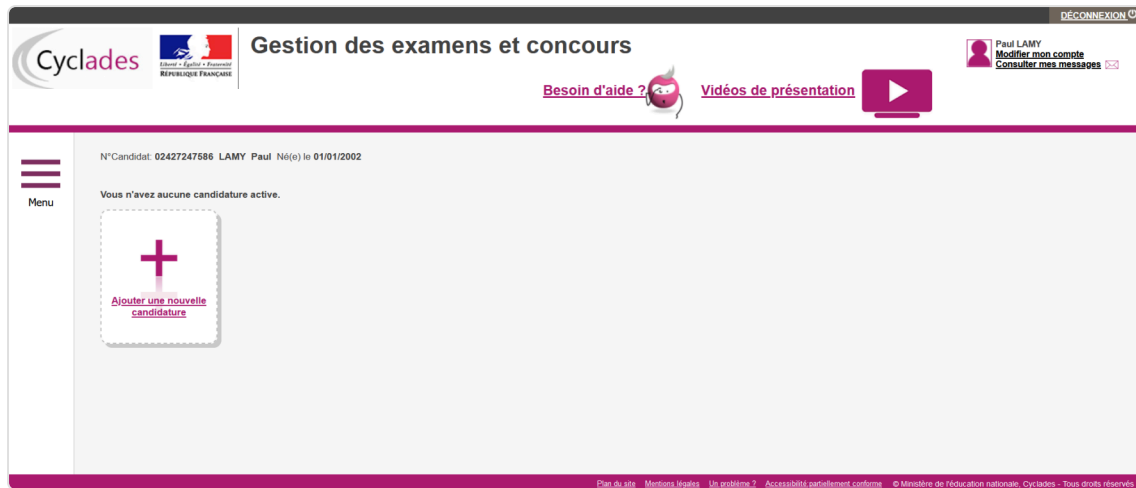 DÉCONNEXION
Cyclades
Liberté • Égalité • Fraternité
RÉPUBLIQUE FRANÇAISE
Gestion des examens et concours
Besoin d'aide ?
Vidéos de présentation
Paul LAMY
Modifier mon compte
Consulter mes messages
Menu
N°Candidat: 02427247586 LAMY Paul Né(e) le 01/01/2002
Vous n'avez aucune candidature active.
Ajouter une nouvelle
candidature
Plan du site Mentions légales Un problème ? Accessibilité partiellement conforme © Ministère de l'éducation nationale, Cyclades - Tous droits réservés